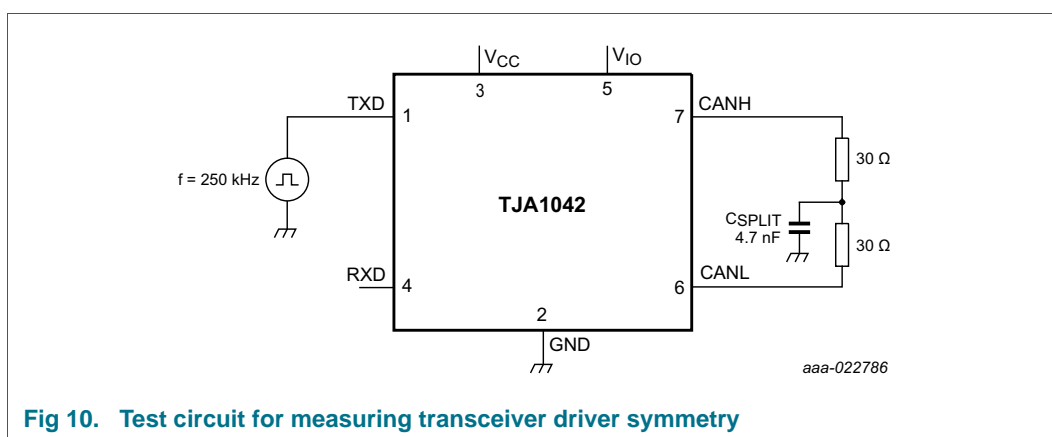 VCC
VIO
TXD
1
3
5
7
CANH
30 Ω
f = 250 kHz
TJA1042
CSPLIT
4.7 nF
30 Ω
RXD
4
6
CANL
2
GND
aaa-022786
Fig 10. Test circuit for measuring transceiver driver symmetry